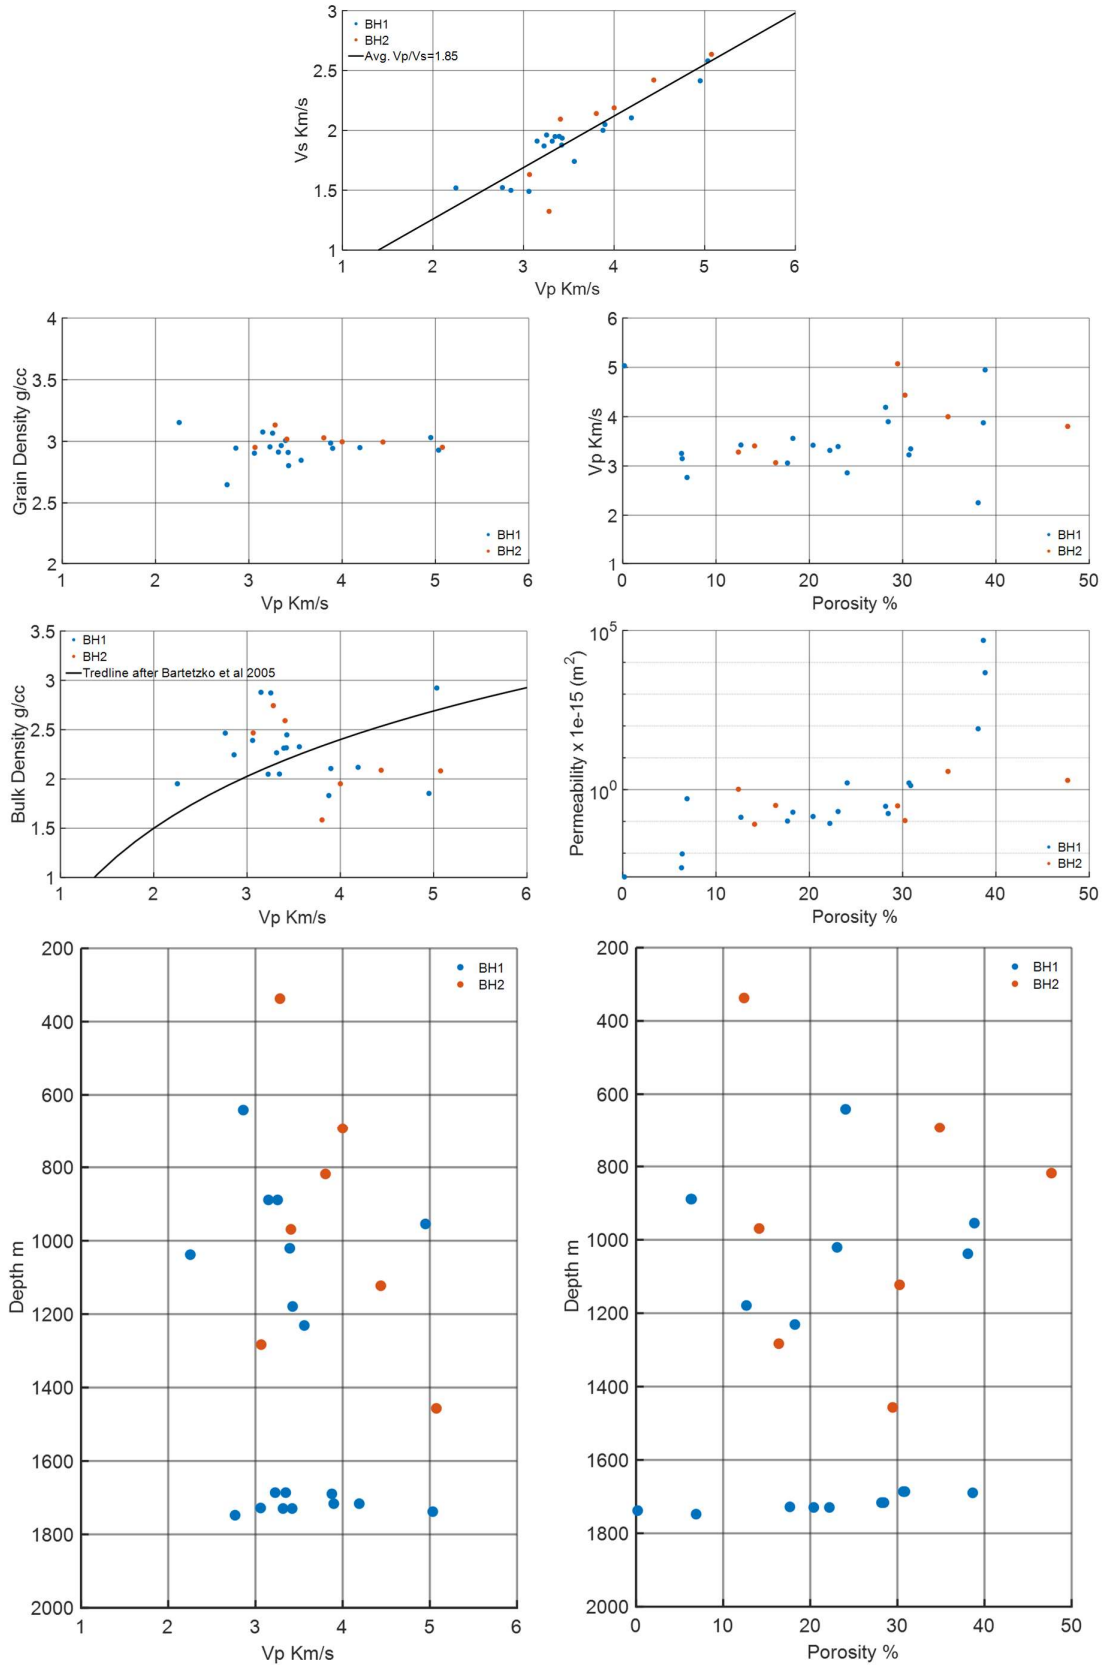 3
2.5
2
1.5
1
Vs Km/s
BH1
BH2
Avg. Vp/Vs=1.85
1 2 3 4 5 6
Vp Km/s
4
3.5
3
2.5
2
Grain Density g/cc
BH1
BH2
1 2 3 4 5 6
Vp Km/s
6
5
4
3
2
1
Vp Km/s
BH1
BH2
0 10 20 30 40 50
Porosity %
3.5
3
2.5
2
1.5
1
Bulk Density g/cc
BH1
BH2
Tredline after Bartetzko et al 2005
1 2 3 4 5 6
Vp Km/s
10^5
10^0
Permeability x 1e-15 (m^2)
BH1
BH2
0 10 20 30 40 50
Porosity %
200
400
600
800
1000
1200
1400
1600
1800
2000
Depth m
BH1
BH2
1 2 3 4 5 6
Vp Km/s
200
400
600
800
1000
1200
1400
1600
1800
2000
Depth m
BH1
BH2
0 10 20 30 40 50
Porosity %